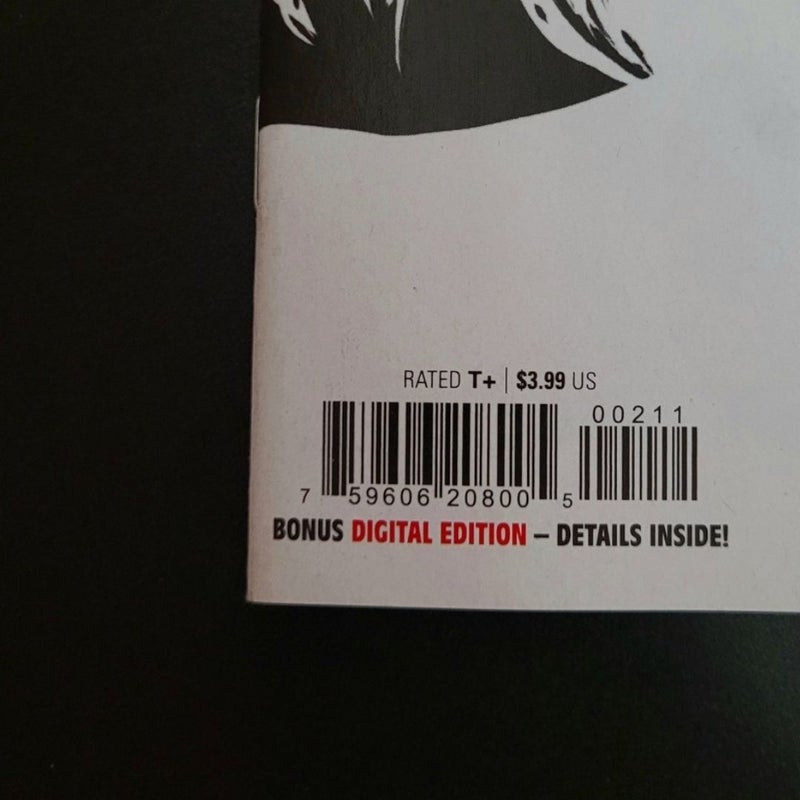 RATED T+ | $3.99 US
00211
7 59606 20800 5
BONUS DIGITAL EDITION – DETAILS INSIDE!